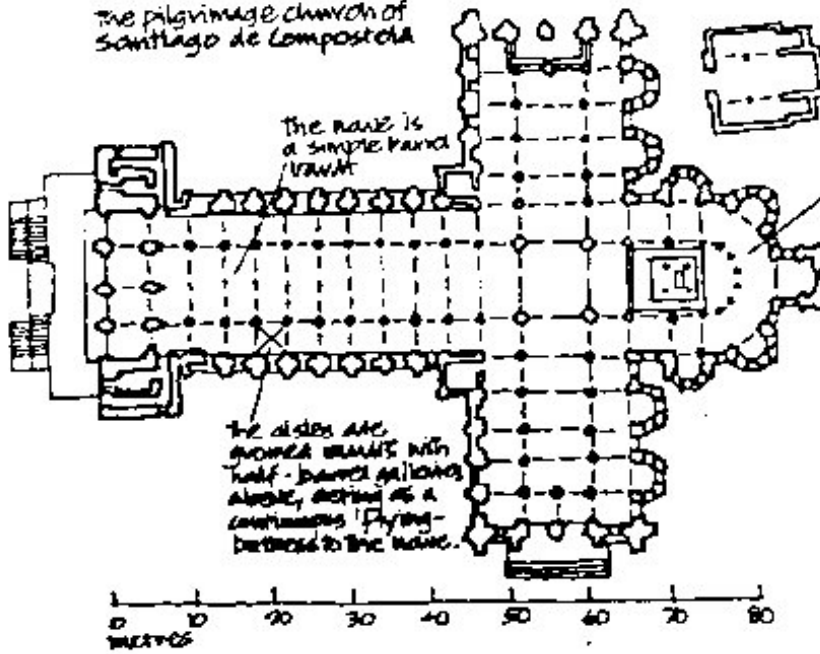 The pilgrimage church of
Santiago de Compostela
The nave is
a simple barrel
vault
The aisles are
groined vaults with
half-barrel galleries
above, acting as a
continuous 'flying-
buttress' to the nave.
0 10 20 30 40 50 60 70 80
metres